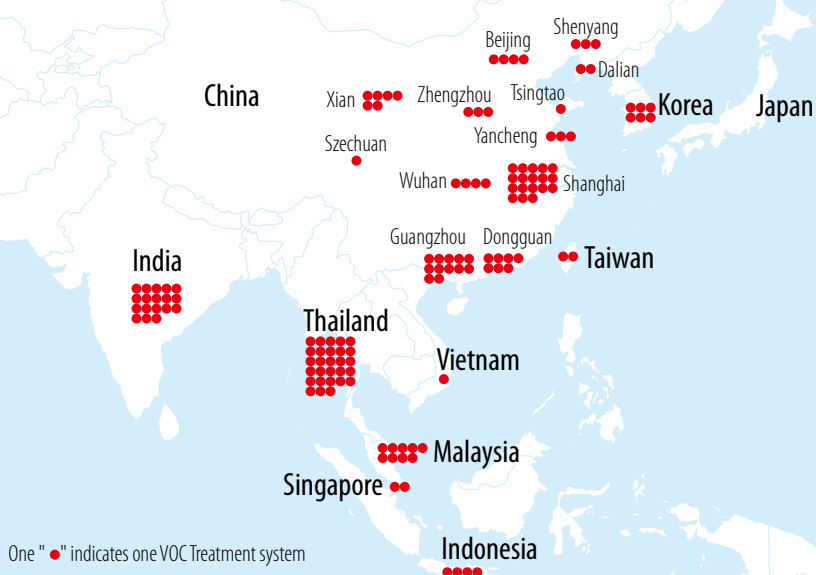 Shenyang
Beijing
Dalian
China
Xian
Zhengzhou
Tsingtao
Korea
Japan
Yancheng
Szechuan
Wuhan
Shanghai
Guangzhou
Dongguan
India
Taiwan
Thailand
Vietnam
Malaysia
Singapore
Indonesia
One " ● " indicates one VOC Treatment system